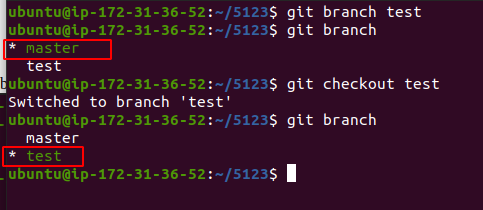 ubuntu@ip-172-31-36-52:~/5123$ git branch test
ubuntu@ip-172-31-36-52:~/5123$ git branch
* master
  test
ubuntu@ip-172-31-36-52:~/5123$ git checkout test
Switched to branch 'test'
ubuntu@ip-172-31-36-52:~/5123$ git branch
  master
* test
ubuntu@ip-172-31-36-52:~/5123$